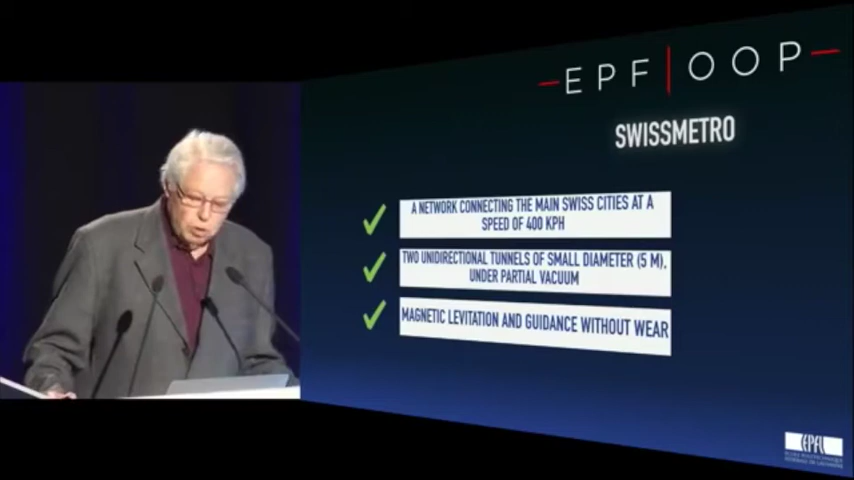 EPF|OOP
SWISSMETRO
A NETWORK CONNECTING THE MAIN SWISS CITIES AT A
SPEED OF 400 KPH
TWO UNIDIRECTIONAL TUNNELS OF SMALL DIAMETER (5 M),
UNDER PARTIAL VACUUM
MAGNETIC LEVITATION AND GUIDANCE WITHOUT WEAR
EPFL